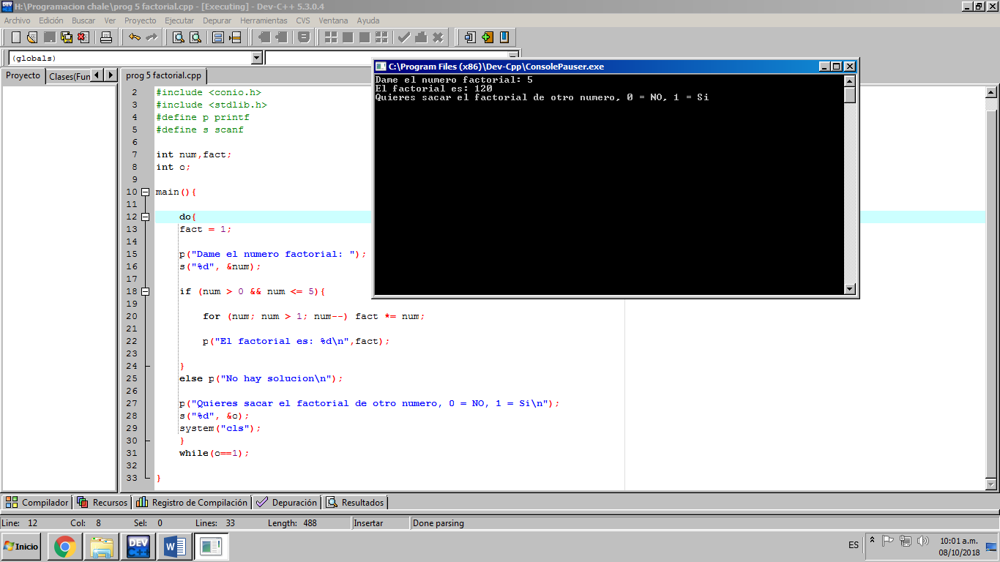 H:\Programacion chale\prog 5 factorial.cpp - [Executing] - Dev-C++ 5.3.0.4
Archivo Edición Buscar Ver Proyecto Ejecutar Depurar Herramientas CVS Ventana Ayuda
(globals)
Proyecto Clases(Fun prog 5 factorial.cpp
C:\Program Files (x86)\Dev-Cpp\ConsolePauser.exe
Dame el numero factorial: 5
El factorial es: 120
Quieres sacar el factorial de otro numero, 0 = NO, 1 = Si
2 #include <conio.h>
3 #include <stdlib.h>
4 #define p printf
5 #define s scanf
6
7 int num,fact;
8 int o;
9
10 main(){
11
12 do{
13 fact = 1;
14
15 p("Dame el numero factorial: ");
16 s("%d", &num);
17
18 if (num > 0 && num <= 5){
19
20 for (num; num > 1; num--) fact *= num;
21
22 p("El factorial es: %d\n",fact);
23
24 }
25 else p("No hay solucion\n");
26
27 p("Quieres sacar el factorial de otro numero, 0 = NO, 1 = Si\n");
28 s("%d", &o);
29 system("cls");
30 }
31 while(o==1);
32
33 }
Compilador Recursos Registro de Compilación Depuración Resultados
Line: 12 Col: 8 Sel: 0 Lines: 33 Length: 488 Insertar Done parsing
Inicio DEV C++ W ES 10:01 a.m.
08/10/2018